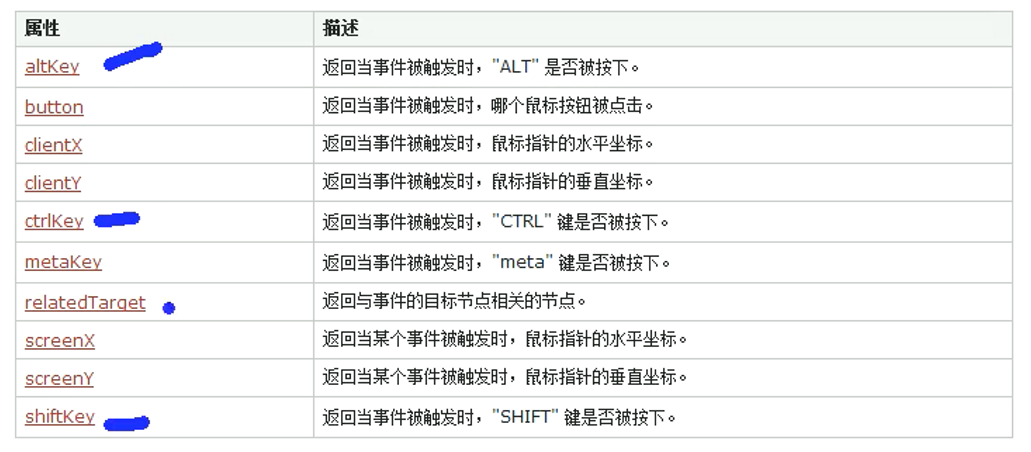 属性 描述
altKey 返回当事件被触发时，"ALT" 是否被按下。
button 返回当事件被触发时，哪个鼠标按钮被点击。
clientX 返回当事件被触发时，鼠标指针的水平坐标。
clientY 返回当事件被触发时，鼠标指针的垂直坐标。
ctrlKey 返回当事件被触发时，"CTRL" 键是否被按下。
metaKey 返回当事件被触发时，"meta" 键是否被按下。
relatedTarget 返回与事件的目标节点相关的节点。
screenX 返回当某个事件被触发时，鼠标指针的水平坐标。
screenY 返回当某个事件被触发时，鼠标指针的垂直坐标。
shiftKey 返回当事件被触发时，"SHIFT" 键是否被按下。